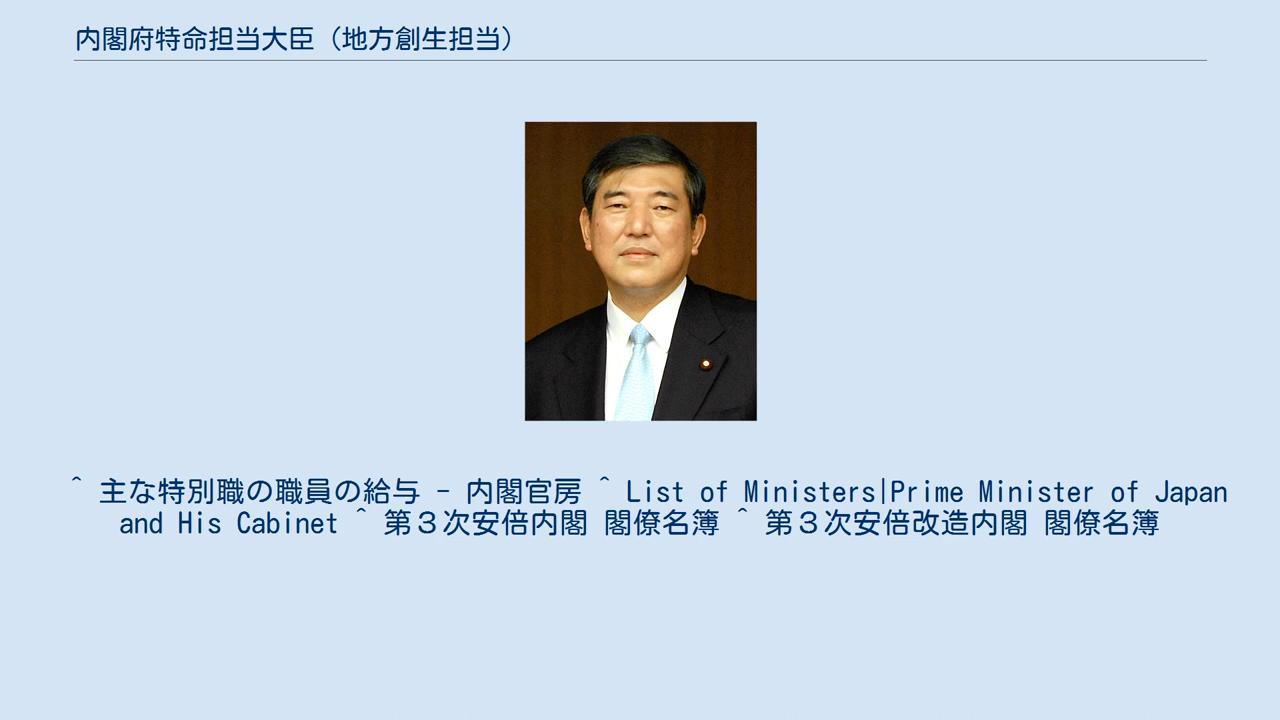 内閣府特命担当大臣（地方創生担当）
^ 主な特別職の職員の給与 - 内閣官房 ^ List of Ministers|Prime Minister of Japan
and His Cabinet ^ 第３次安倍内閣 閣僚名簿 ^ 第３次安倍改造内閣 閣僚名簿